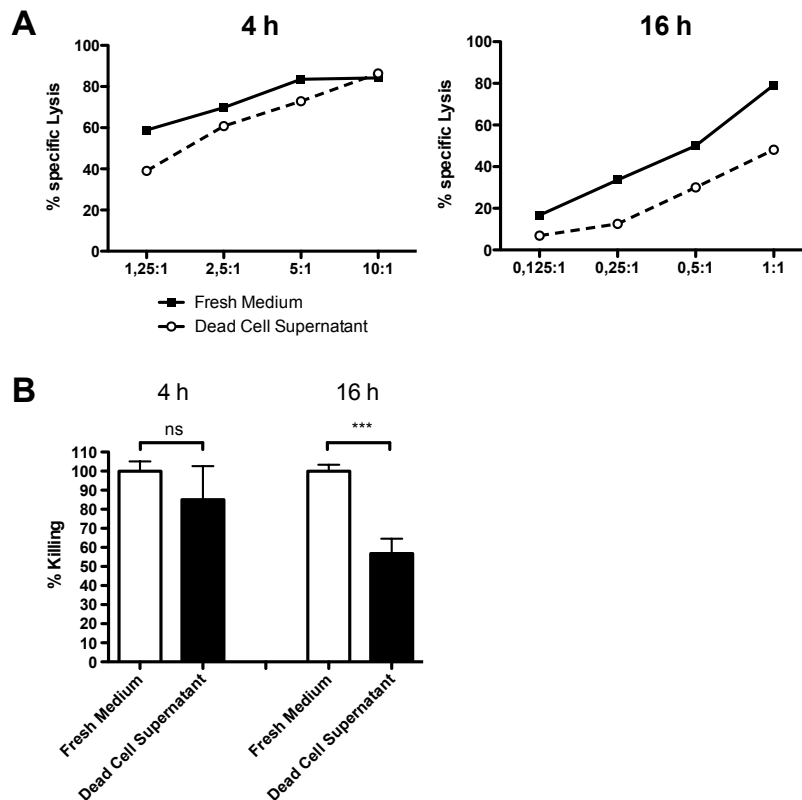 A
4 h
16 h
% specific Lysis
100
80
60
40
20
0
1,25:1 2,5:1 5:1 10:1
% specific Lysis
100
80
60
40
20
0
0,125:1 0,25:1 0,5:1 1:1
Fresh Medium
Dead Cell Supernatant
B
4 h
16 h
ns
***
% Killing
110
100
90
80
70
60
50
40
30
20
10
0
Fresh Medium
Dead Cell Supernatant
Fresh Medium
Dead Cell Supernatant